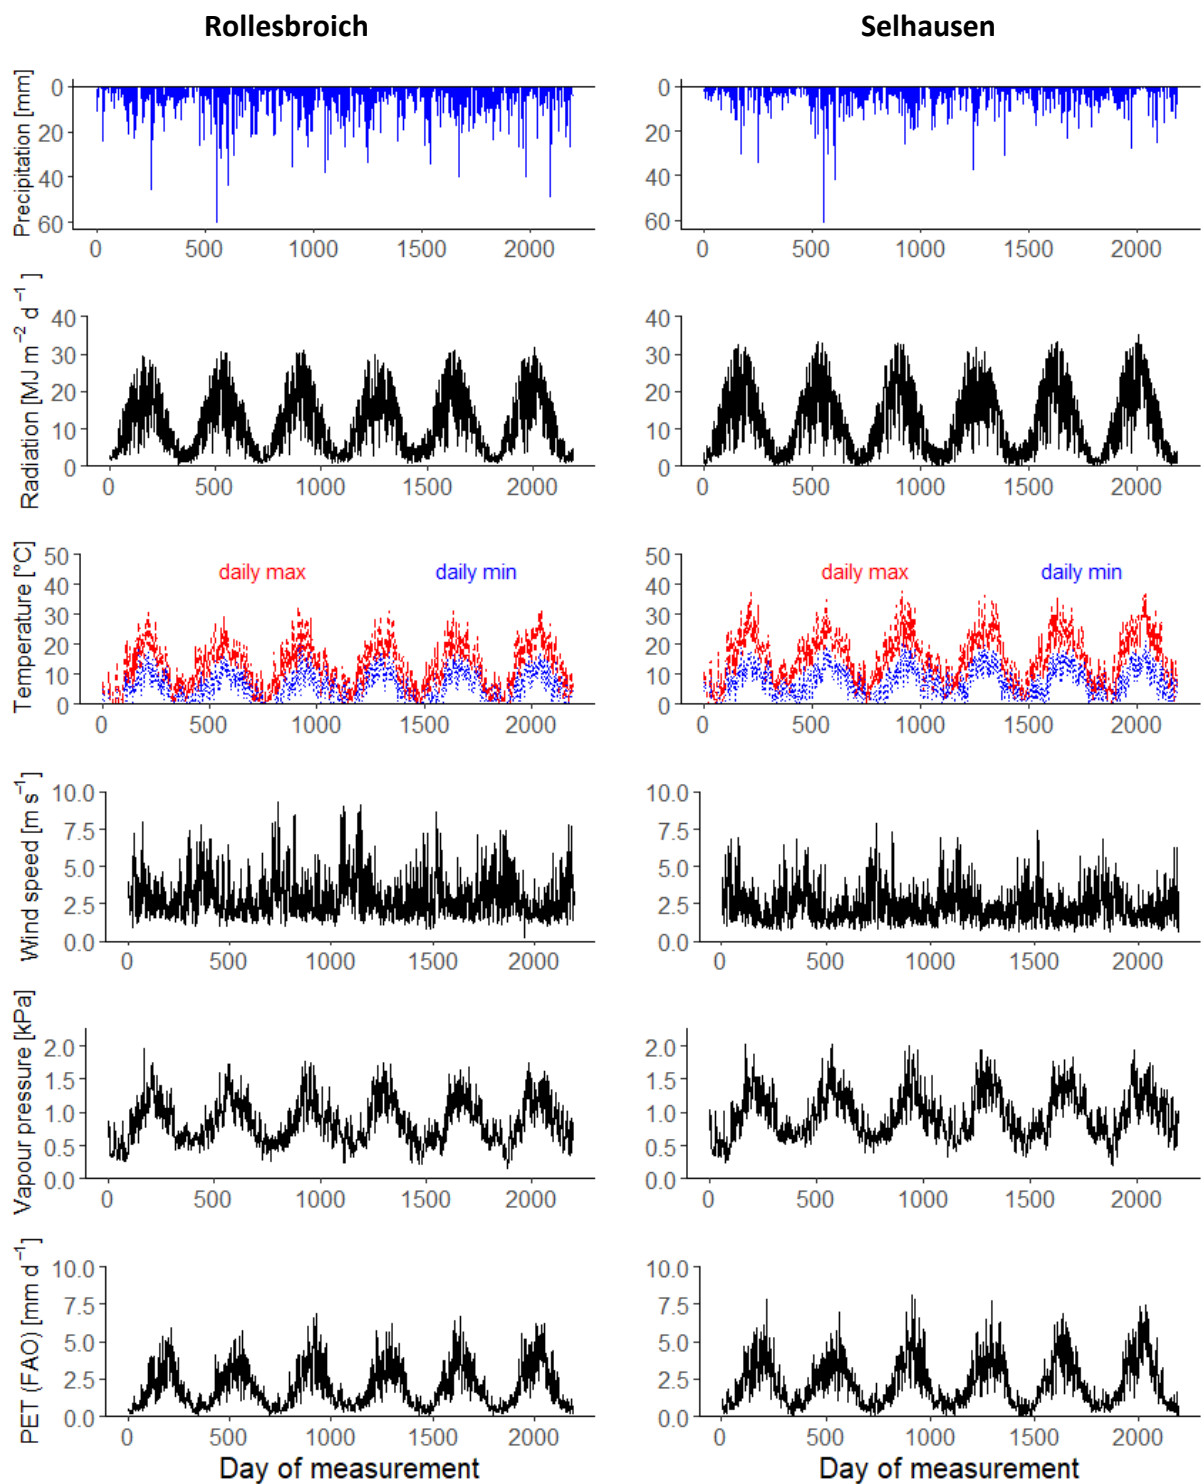 Rollesbroich Selhausen
Precipitation [mm]
0
20
40
60
0 500 1000 1500 2000
0
20
40
60
0 500 1000 1500 2000
Radiation [MJ m⁻² d⁻¹ ]
40
30
20
10
0
0 500 1000 1500 2000
40
30
20
10
0
0 500 1000 1500 2000
Temperature [°C]
50
40
30
20
10
0
daily max daily min
0 500 1000 1500 2000
50
40
30
20
10
0
daily max daily min
0 500 1000 1500 2000
Wind speed [m s⁻¹]
10.0
7.5
5.0
2.5
0.0
0 500 1000 1500 2000
10.0
7.5
5.0
2.5
0.0
0 500 1000 1500 2000
Vapour pressure [kPa]
2.0
1.5
1.0
0.5
0.0
0 500 1000 1500 2000
2.0
1.5
1.0
0.5
0.0
0 500 1000 1500 2000
PET (FAO) [mm d⁻¹]
10.0
7.5
5.0
2.5
0.0
0 500 1000 1500 2000
Day of measurement
10.0
7.5
5.0
2.5
0.0
0 500 1000 1500 2000
Day of measurement